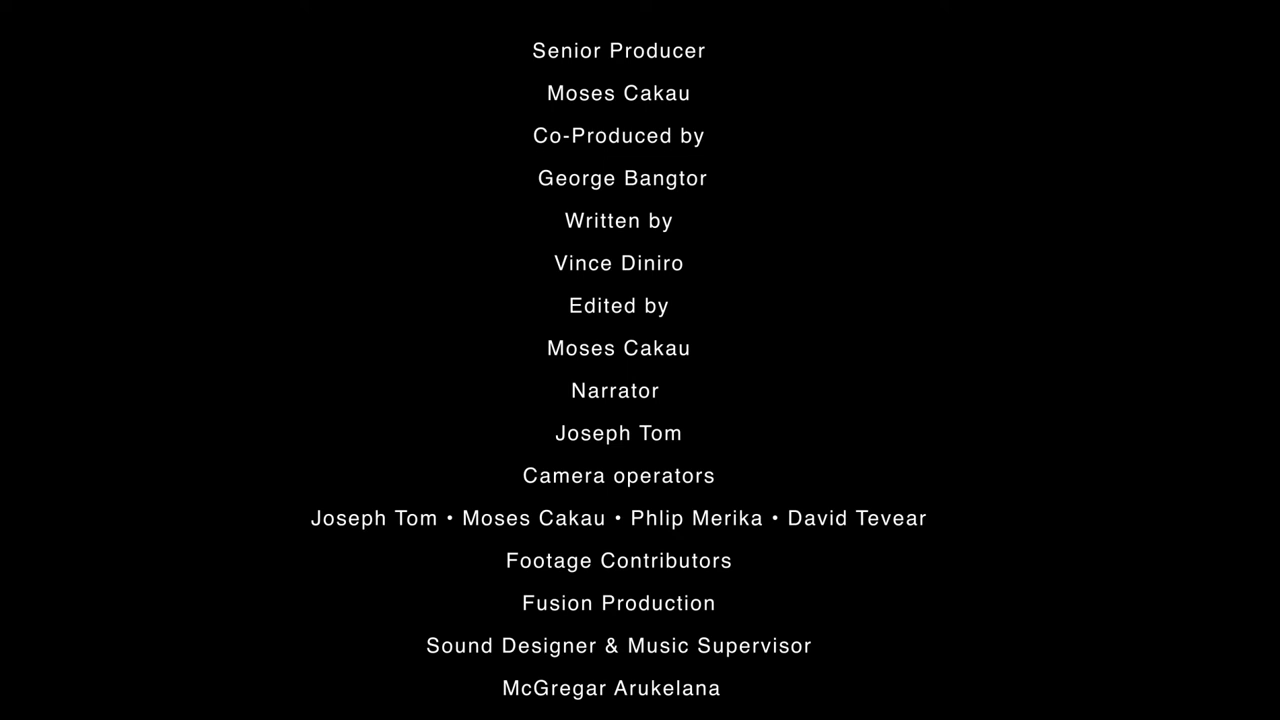 Senior Producer
Moses Cakau
Co-Produced by
George Bangtor
Written by
Vince Diniro
Edited by
Moses Cakau
Narrator
Joseph Tom
Camera operators
Joseph Tom • Moses Cakau • Phlip Merika • David Tevear
Footage Contributors
Fusion Production
Sound Designer & Music Supervisor
McGregar Arukelana